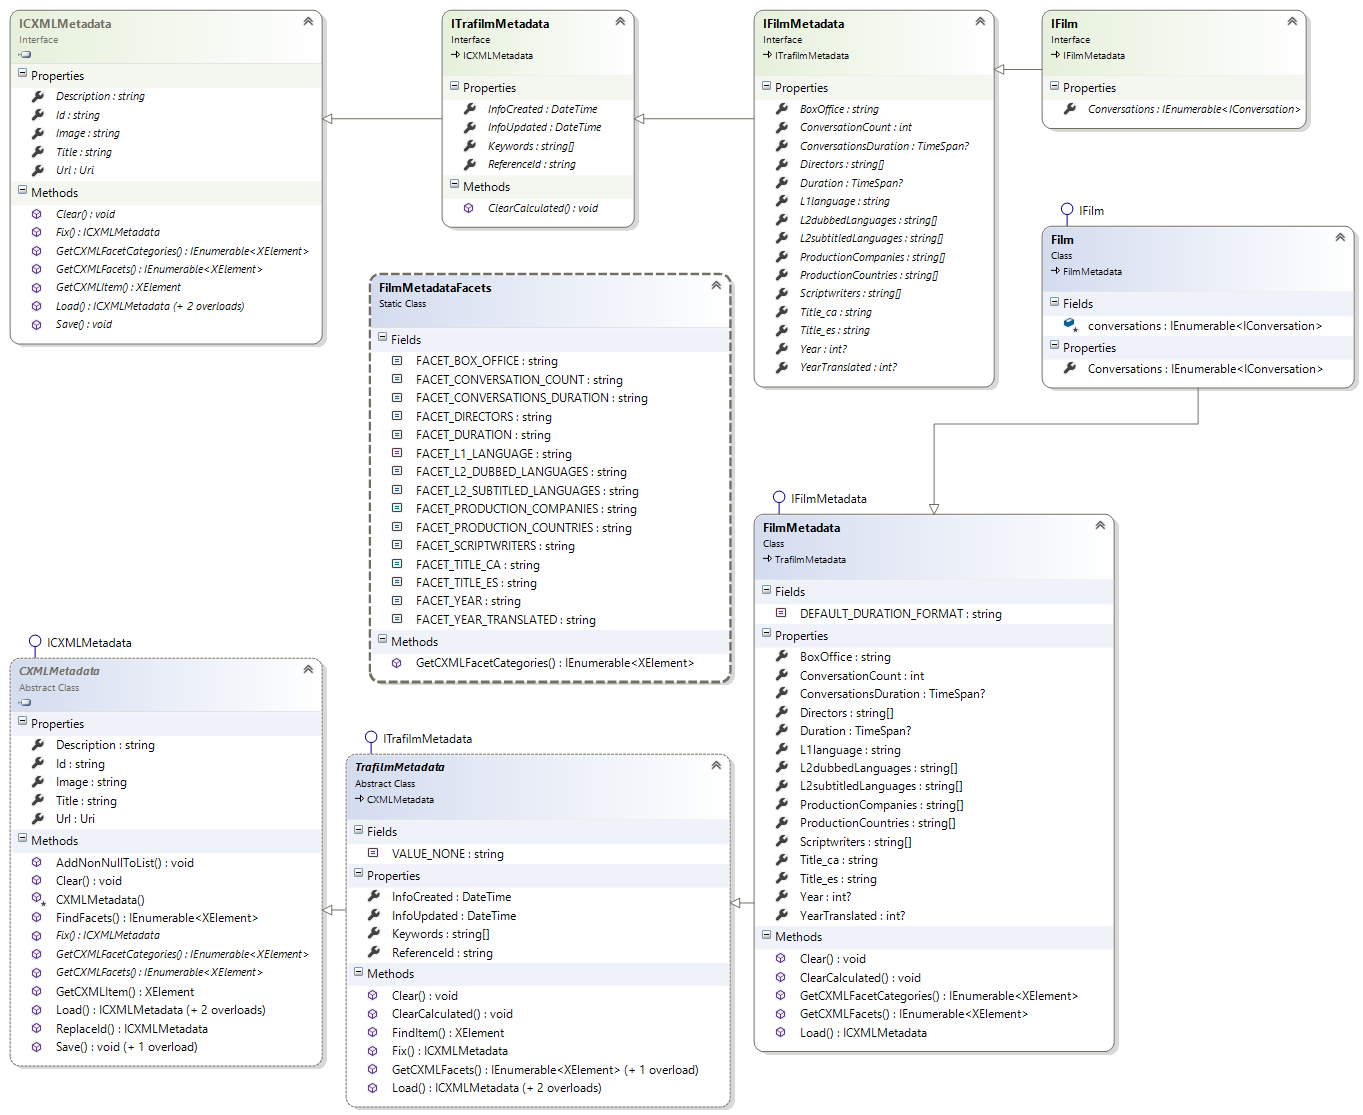 ICXMLMetadata
Interface
Properties
Description : string
Id : string
Image : string
Title : string
Url : Uri
Methods
Clear() : void
Fix() : ICXMLMetadata
GetCXMLFacetCategories() : IEnumerable<XElement>
GetCXMLFacets() : IEnumerable<XElement>
GetCXMLItem() : XElement
Load() : ICXMLMetadata (+ 2 overloads)
Save() : void
ITrafilmMetadata
Interface
ICXMLMetadata
Properties
InfoCreated : DateTime
InfoUpdated : DateTime
Keywords : string[]
ReferenceId : string
Methods
ClearCalculated() : void
IFilmMetadata
Interface
ITrafilmMetadata
Properties
BoxOffice : string
ConversationCount : int
ConversationsDuration : TimeSpan?
Directors : string[]
Duration : TimeSpan?
L1language : string
L2dubbedLanguages : string[]
L2subtitledLanguages : string[]
ProductionCompanies : string[]
ProductionCountries : string[]
Scriptwriters : string[]
Title_ca : string
Title_es : string
Year : int?
YearTranslated : int?
IFilm
Interface
IFilmMetadata
Properties
Conversations : IEnumerable<IConversation>
IFilm
Film
Class
FilmMetadata
Fields
conversations : IEnumerable<IConversation>
Properties
Conversations : IEnumerable<IConversation>
FilmMetadataFacets
Static Class
Fields
FACET_BOX_OFFICE : string
FACET_CONVERSATION_COUNT : string
FACET_CONVERSATIONS_DURATION : string
FACET_DIRECTORS : string
FACET_DURATION : string
FACET_L1_LANGUAGE : string
FACET_L2_DUBBED_LANGUAGES : string
FACET_L2_SUBTITLED_LANGUAGES : string
FACET_PRODUCTION_COMPANIES : string
FACET_PRODUCTION_COUNTRIES : string
FACET_SCRIPTWRITERS : string
FACET_TITLE_CA : string
FACET_TITLE_ES : string
FACET_YEAR : string
FACET_YEAR_TRANSLATED : string
Methods
GetCXMLFacetCategories() : IEnumerable<XElement>
IFilmMetadata
FilmMetadata
Class
TrafilmMetadata
Fields
DEFAULT_DURATION_FORMAT : string
Properties
BoxOffice : string
ConversationCount : int
ConversationsDuration : TimeSpan?
Directors : string[]
Duration : TimeSpan?
L1language : string
L2dubbedLanguages : string[]
L2subtitledLanguages : string[]
ProductionCompanies : string[]
ProductionCountries : string[]
Scriptwriters : string[]
Title_ca : string
Title_es : string
Year : int?
YearTranslated : int?
Methods
Clear() : void
ClearCalculated() : void
GetCXMLFacetCategories() : IEnumerable<XElement>
GetCXMLFacets() : IEnumerable<XElement>
Load() : ICXMLMetadata
ICXMLMetadata
CXMLMetadata
Abstract Class
Properties
Description : string
Id : string
Image : string
Title : string
Url : Uri
Methods
AddNonNullToList() : void
Clear() : void
CXMLMetadata()
FindFacets() : IEnumerable<XElement>
Fix() : ICXMLMetadata
GetCXMLFacetCategories() : IEnumerable<XElement>
GetCXMLFacets() : IEnumerable<XElement>
GetCXMLItem() : XElement
Load() : ICXMLMetadata (+ 2 overloads)
ReplaceId() : ICXMLMetadata
Save() : void (+ 1 overload)
ITrafilmMetadata
TrafilmMetadata
Abstract Class
CXMLMetadata
Fields
VALUE_NONE : string
Properties
InfoCreated : DateTime
InfoUpdated : DateTime
Keywords : string[]
ReferenceId : string
Methods
Clear() : void
ClearCalculated() : void
FindItem() : XElement
Fix() : ICXMLMetadata
GetCXMLFacets() : IEnumerable<XElement> (+ 1 overload)
Load() : ICXMLMetadata (+ 2 overloads)